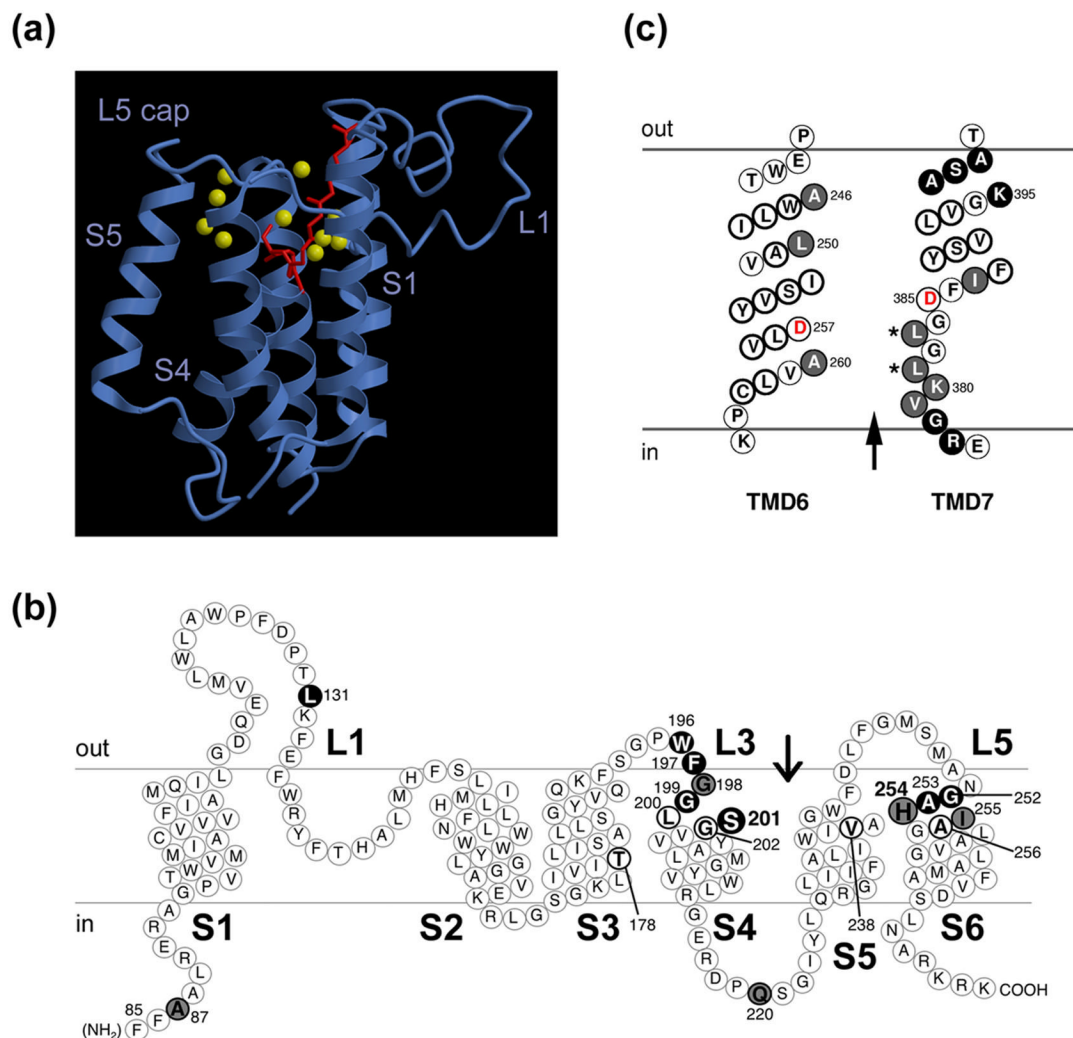 (a)
L5 cap
S5
L1
S1
S4
(c)
out
P
T W E
I L W A 246
V A L 250
Y V S I
V L D 257
C L V A 260
P
K
T
A S A
L V G K 395
Y S V
385 D F I F
G
* L
G
* L
K 380
V
G
R E
in
TMD6
TMD7
(b)
out
in
(NH₂)
85
F F A
87
A L R E R A G
T W P V
C M I M V
V V A
F I A
M Q I L
G D Q E V M L W L A W P F D P T L K F E F W R Y F T H A L M H F S L I
131
L1
S1
S2
K R L G S G K L
S3
T
178
Q K F S G P W F G G L G S
196
197
198
199
200
201
202
L3
S4
R G E R D P Q S G I Y L Q
220
S5
V
238
F D L F G M S M A N
L5
G A H I A
252
253
254
255
256
S6
S L N A R K R K
COOH